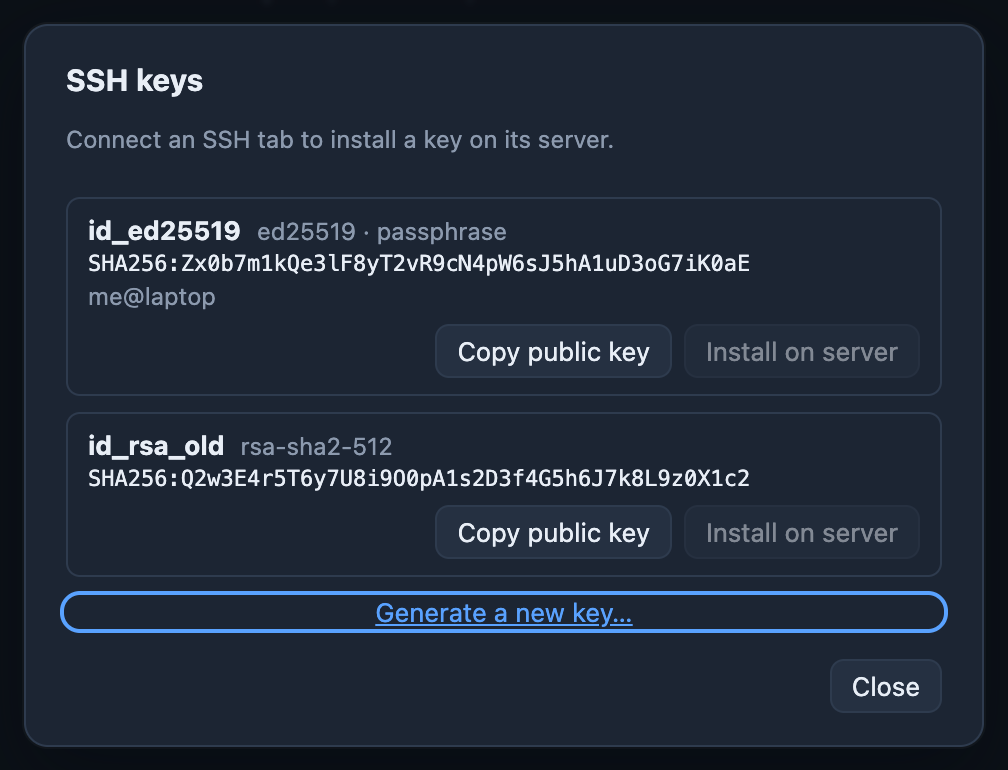 SSH keys
Connect an SSH tab to install a key on its server.
id_ed25519 ed25519 · passphrase
SHA256:Zx0b7m1kQe3lF8yT2vR9cN4pW6sJ5hA1uD3oG7iK0aE
me@laptop
Copy public key Install on server
id_rsa_old rsa-sha2-512
SHA256:Q2w3E4r5T6y7U8i9O0pA1s2D3f4G5h6J7k8L9z0X1c2
Copy public key Install on server
Generate a new key...
Close